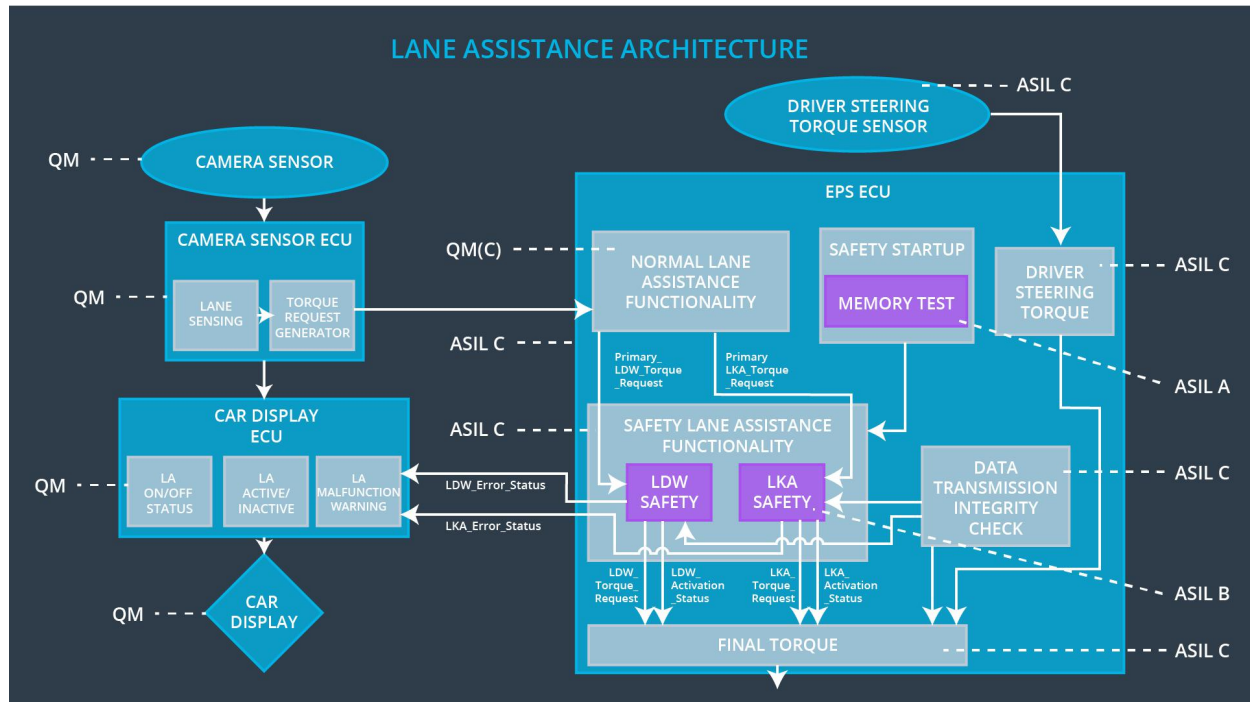 LANE ASSISTANCE ARCHITECTURE
ASIL C
DRIVER STEERING
TORQUE SENSOR
QM
CAMERA SENSOR
EPS ECU
CAMERA SENSOR ECU
QM(C)
NORMAL LANE
ASSISTANCE
FUNCTIONALITY
SAFETY STARTUP
MEMORY TEST
DRIVER
STEERING
TORQUE
ASIL C
QM
LANE
SENSING
TORQUE
REQUEST
GENERATOR
ASIL C
Primary_
LDW_Torque
_Request
Primary
LKA_Torque
_Request
ASIL A
CAR DISPLAY
ECU
ASIL C
SAFETY LANE ASSISTANCE
FUNCTIONALITY
QM
LA
ON/OFF
STATUS
LA
ACTIVE/
INACTIVE
LA
MALFUNCTION
WARNING
LDW_Error_Status
LKA_Error_Status
LDW
SAFETY
LKA
SAFETY
DATA
TRANSMISSION
INTEGRITY
CHECK
ASIL C
LDW_
Torque_
Request
LDW_
Activation
_Status
LKA_
Torque_
Request
LKA_
Activation
_Status
ASIL B
QM
CAR
DISPLAY
FINAL TORQUE
ASIL C